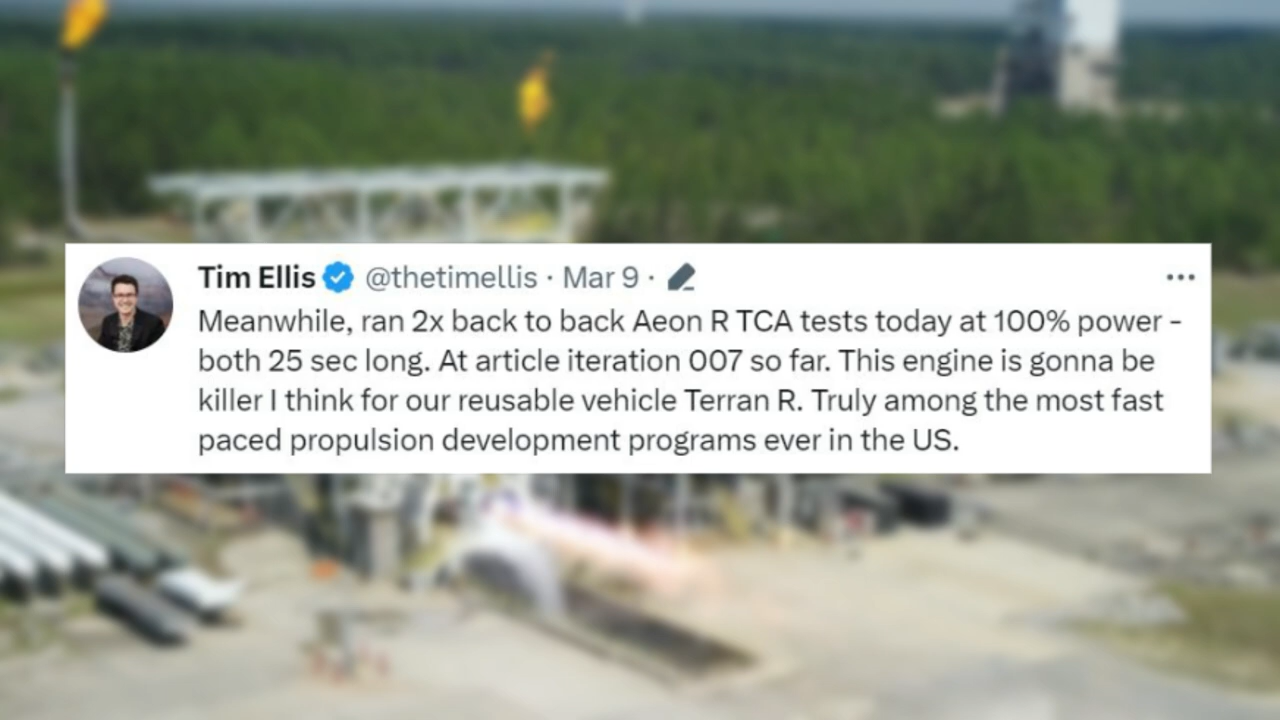 Tim Ellis @thetimellis · Mar 9 ·
Meanwhile, ran 2x back to back Aeon R TCA tests today at 100% power -
both 25 sec long. At article iteration 007 so far. This engine is gonna be
killer I think for our reusable vehicle Terran R. Truly among the most fast
paced propulsion development programs ever in the US.